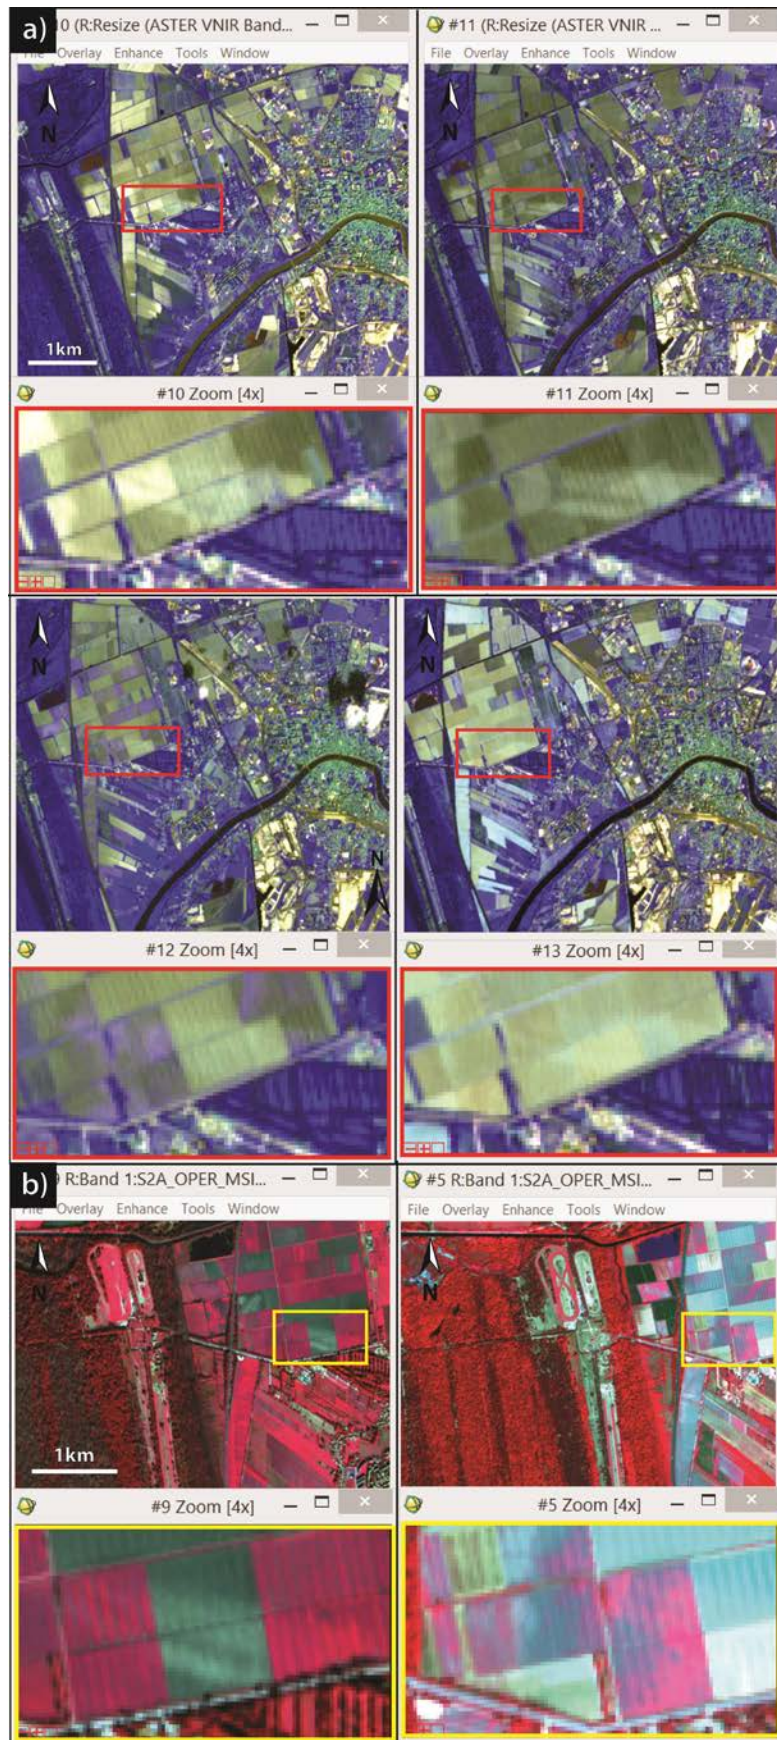 a)
10 (R:Resize (ASTER VNIR Band...
#11 (R:Resize (ASTER VNIR ...
File Overlay Enhance Tools Window
File Overlay Enhance Tools Window
N
N
1km
#10 Zoom [4x]
#11 Zoom [4x]
N
N
N
#12 Zoom [4x]
#13 Zoom [4x]
b)
9 R:Band 1:S2A_OPER_MSI...
#5 R:Band 1:S2A_OPER_MSI...
File Overlay Enhance Tools Window
File Overlay Enhance Tools Window
N
N
1km
#9 Zoom [4x]
#5 Zoom [4x]